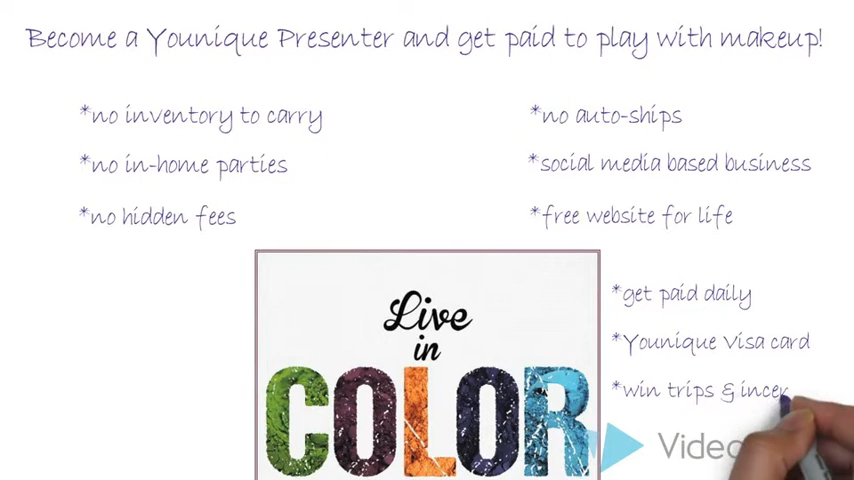 Become a Younique Presenter and get paid to play with makeup!
*no inventory to carry
*no in-home parties
*no hidden fees
*no auto-ships
*social media based business
*free website for life
*get paid daily
*Younique Visa card
*win trips &
Live
in
COLOR